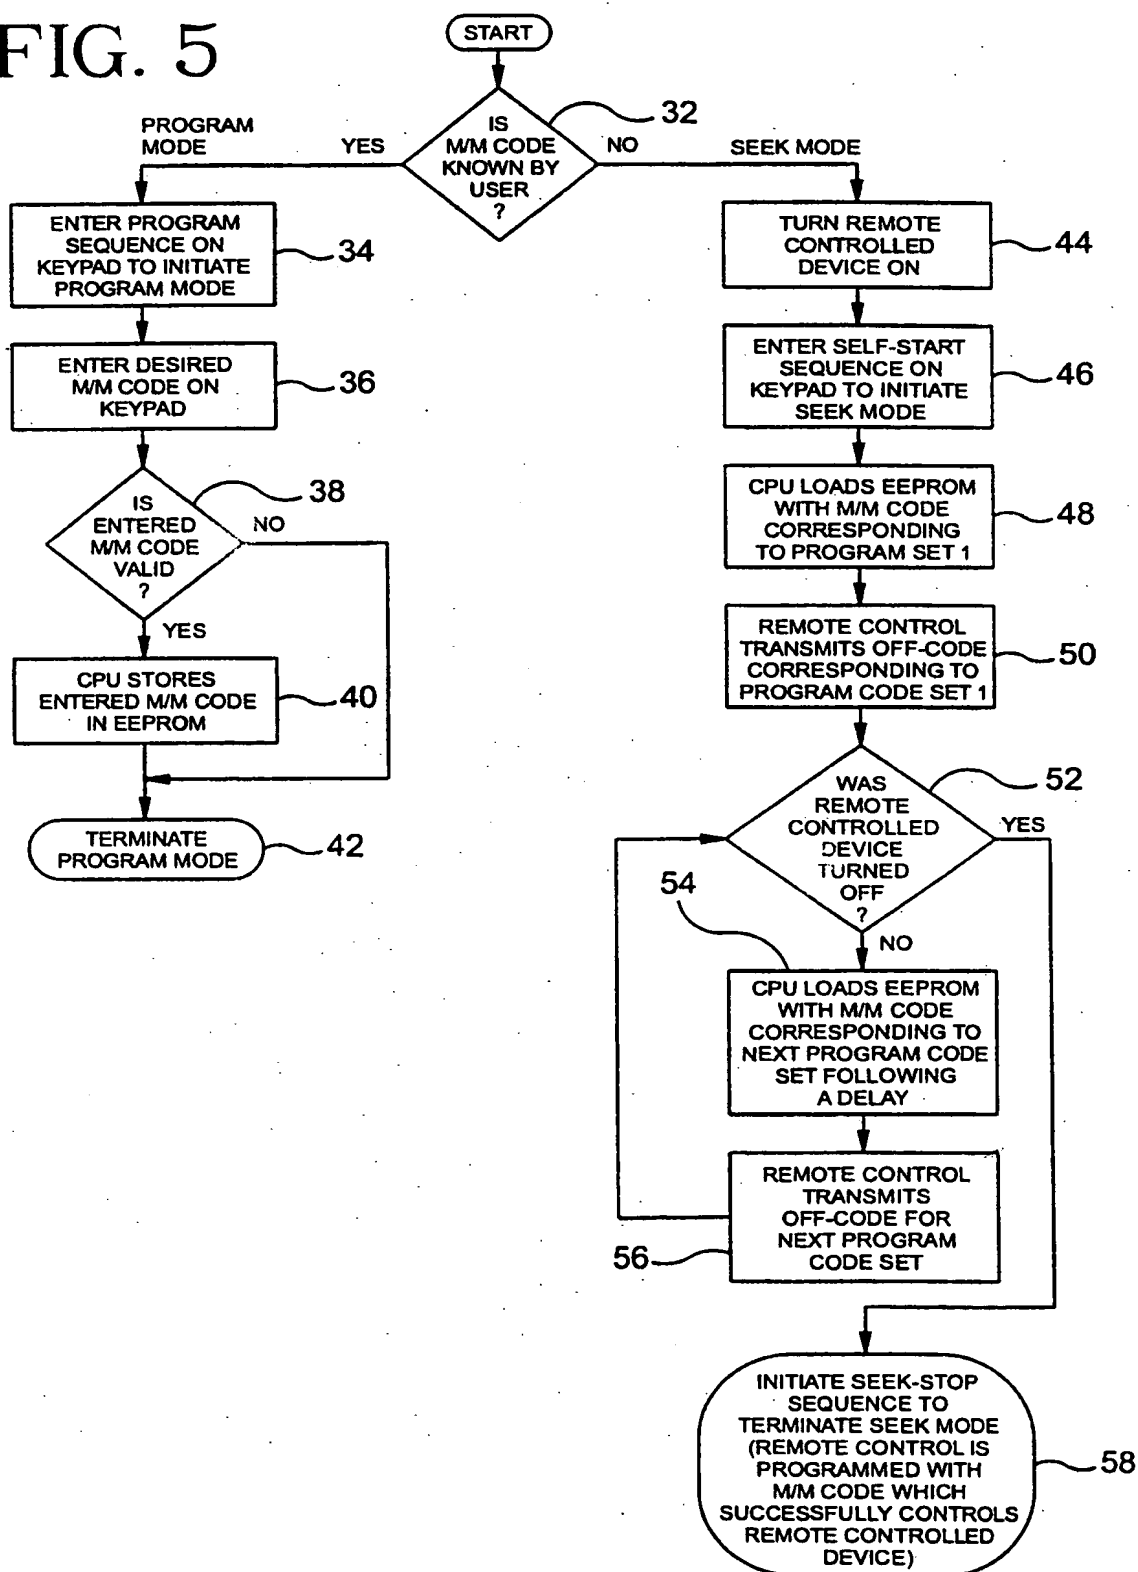 FIG. 5
START
IS
M/M CODE
KNOWN BY
USER
?
32
PROGRAM
MODE
YES
NO
SEEK MODE
ENTER PROGRAM
SEQUENCE ON
KEYPAD TO INITIATE
PROGRAM MODE
34
ENTER DESIRED
M/M CODE ON
KEYPAD
36
IS
ENTERED
M/M CODE
VALID
?
38
NO
YES
CPU STORES
ENTERED M/M CODE
IN EEPROM
40
TERMINATE
PROGRAM MODE
42
TURN REMOTE
CONTROLLED
DEVICE ON
44
ENTER SELF-START
SEQUENCE ON
KEYPAD TO INITIATE
SEEK MODE
46
CPU LOADS EEPROM
WITH M/M CODE
CORRESPONDING
TO PROGRAM SET 1
48
REMOTE CONTROL
TRANSMITS OFF-CODE
CORRESPONDING TO
PROGRAM CODE SET 1
50
WAS
REMOTE
CONTROLLED
DEVICE
TURNED
OFF
?
52
YES
NO
54
CPU LOADS EEPROM
WITH M/M CODE
CORRESPONDING TO
NEXT PROGRAM CODE
SET FOLLOWING
A DELAY
REMOTE CONTROL
TRANSMITS
OFF-CODE FOR
NEXT PROGRAM
CODE SET
56
INITIATE SEEK-STOP
SEQUENCE TO
TERMINATE SEEK MODE
(REMOTE CONTROL IS
PROGRAMMED WITH
M/M CODE WHICH
SUCCESSFULLY CONTROLS
REMOTE CONTROLLED
DEVICE)
58